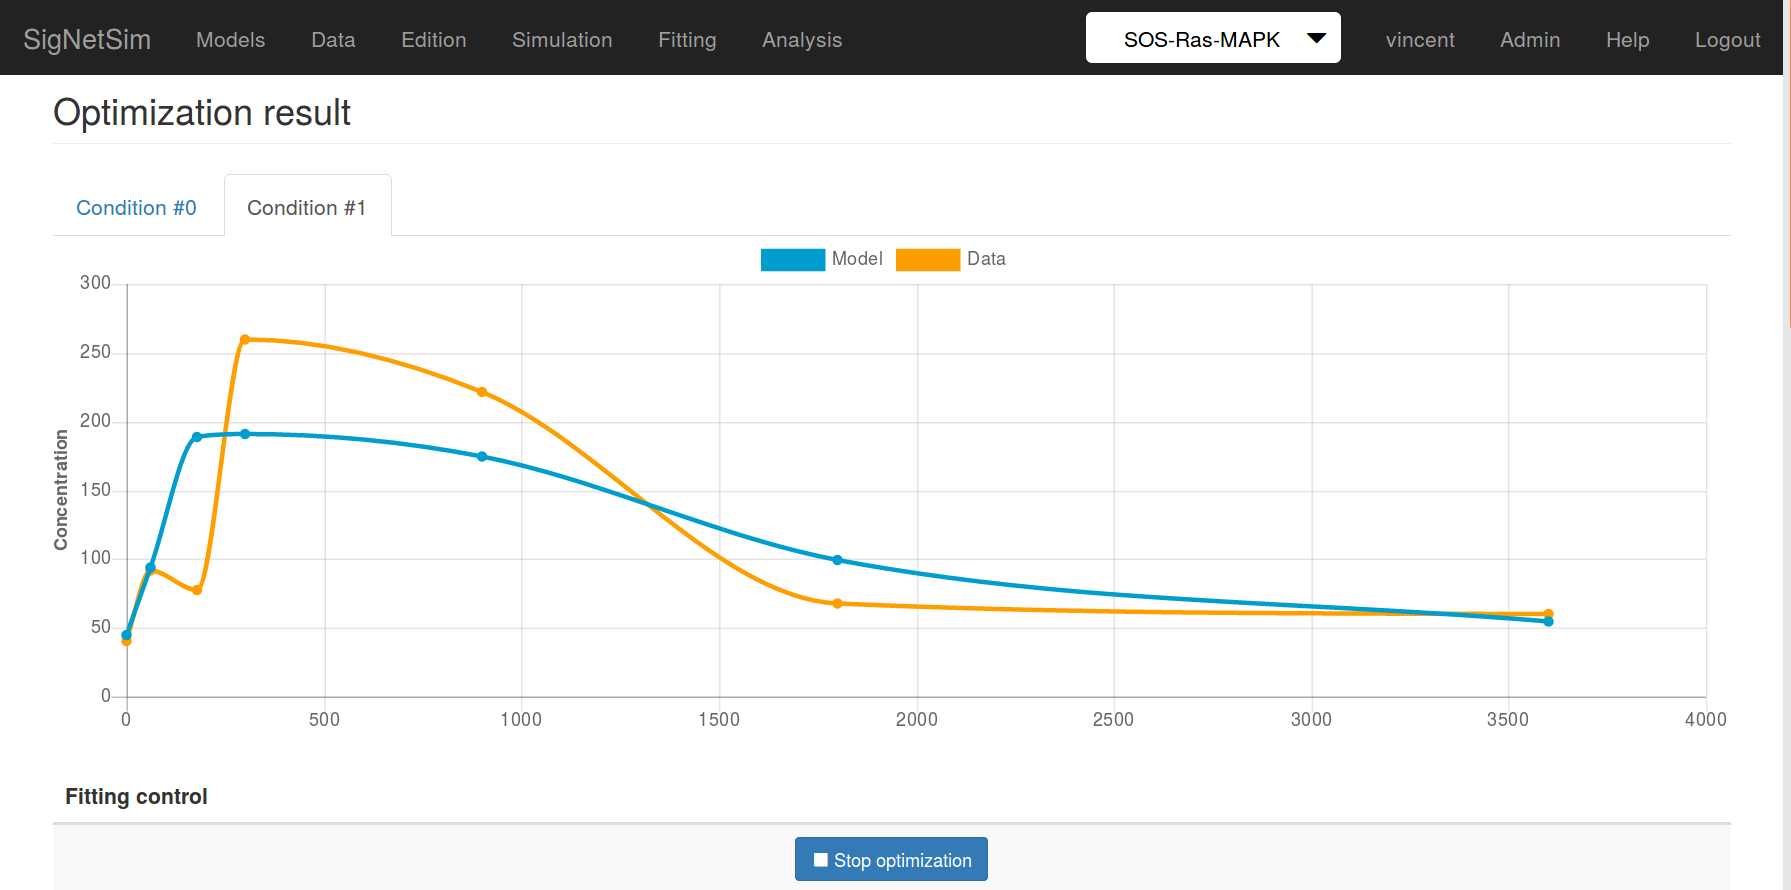 SigNetSim Models Data Edition Simulation Fitting Analysis SOS-Ras-MAPK vincent Admin Help Logout
Optimization result
Condition #0 Condition #1
Model Data
300
250
200
150
100
50
0
Concentration
0 500 1000 1500 2000 2500 3000 3500 4000
Fitting control
Stop optimization